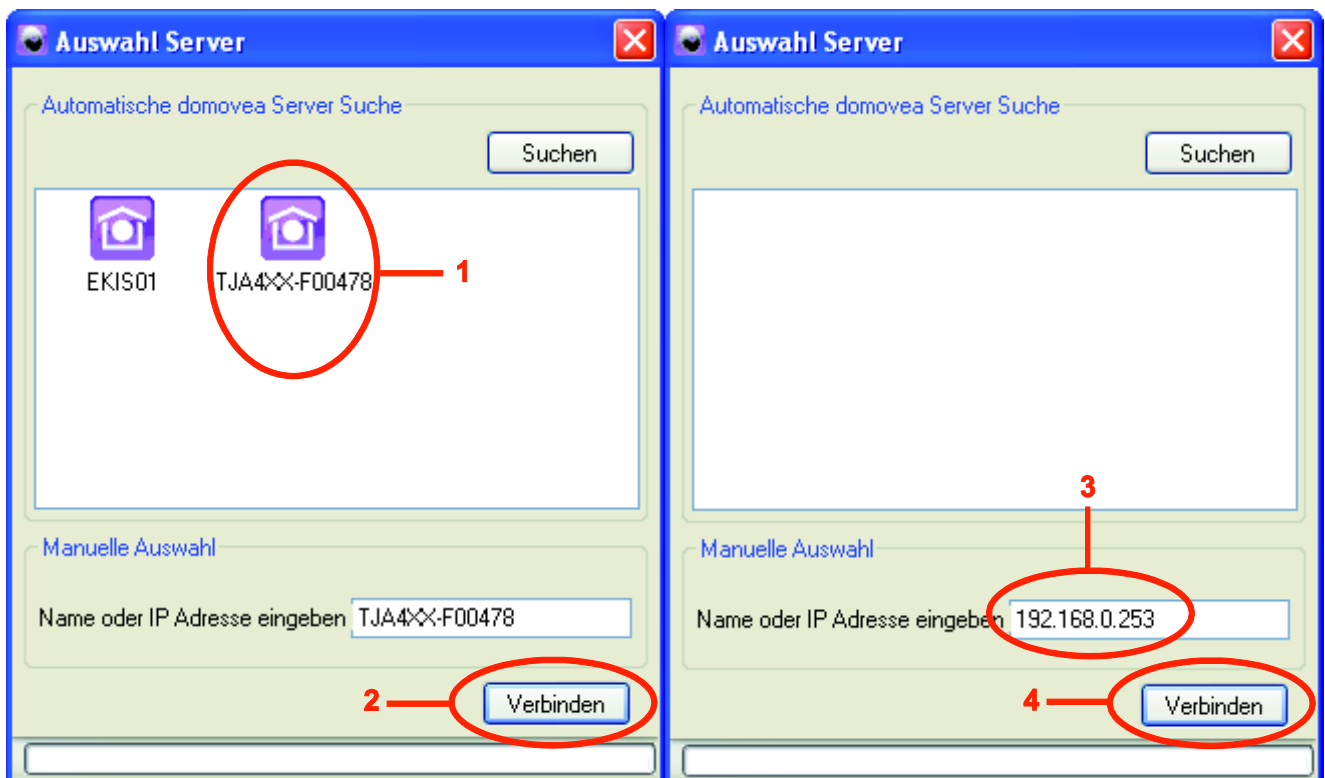 Auswahl Server
Automatische domovea Server Suche
Suchen
EKIS01
TJA4XX-F00478
1
Manuelle Auswahl
Name oder IP Adresse eingeben TJA4XX-F00478
2
Verbinden
Auswahl Server
Automatische domovea Server Suche
Suchen
3
Manuelle Auswahl
Name oder IP Adresse eingeben 192.168.0.253
4
Verbinden